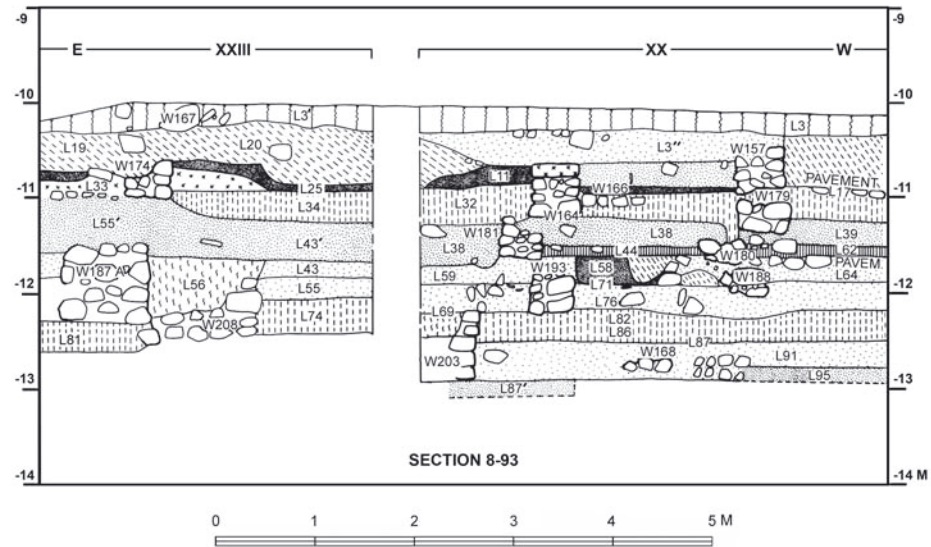 -9 -9
E XXIII XX W
-10 -10
W167 L3' L3
L19 L20 L3" W157
W174 L11
L33 L25 W166 PAVEMENT
-11 -11
L34 L32 W164 W179
L55' W181 L38 L39
L43' L38 L44 W180 L62
W187 A L43 L59 W193 L58 PAVEM
L56 L55 L71 W188 L64
-12 -12
L76
W208 L74 L69 L82
L81 L86 L87
W203 W168 L91
L95
-13 -13
L87'
SECTION 8-93
-14 -14 M
0 1 2 3 4 5 M